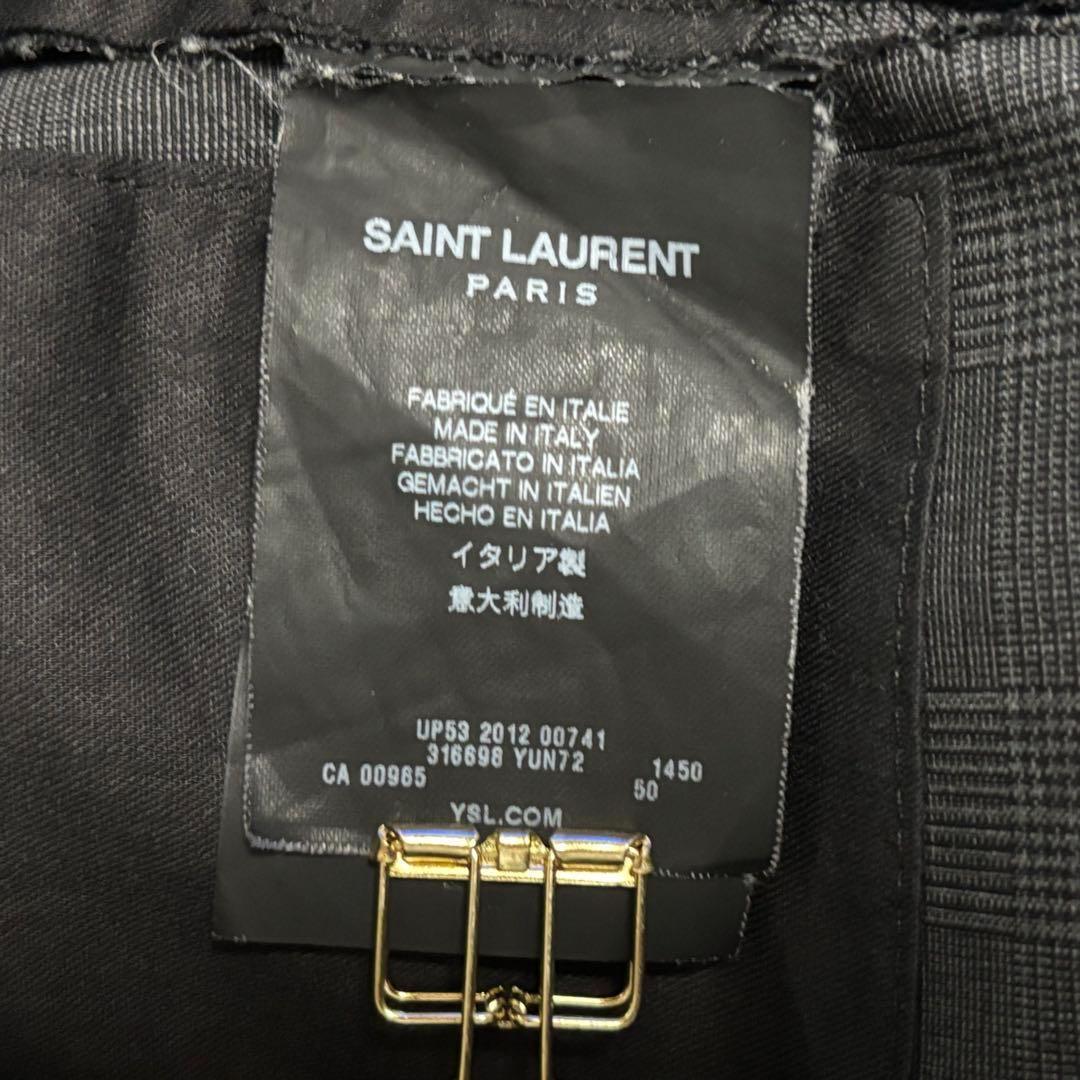 SAINT LAURENT
PARIS
FABRIQUÉ EN ITALIE
MADE IN ITALY
FABBRICATO IN ITALIA
GEMACHT IN ITALIEN
HECHO EN ITALIA
イタリア製
意大利制造
UP53 2012 00741
316698 YUN72
CA 00965
1450
50
YSL.COM